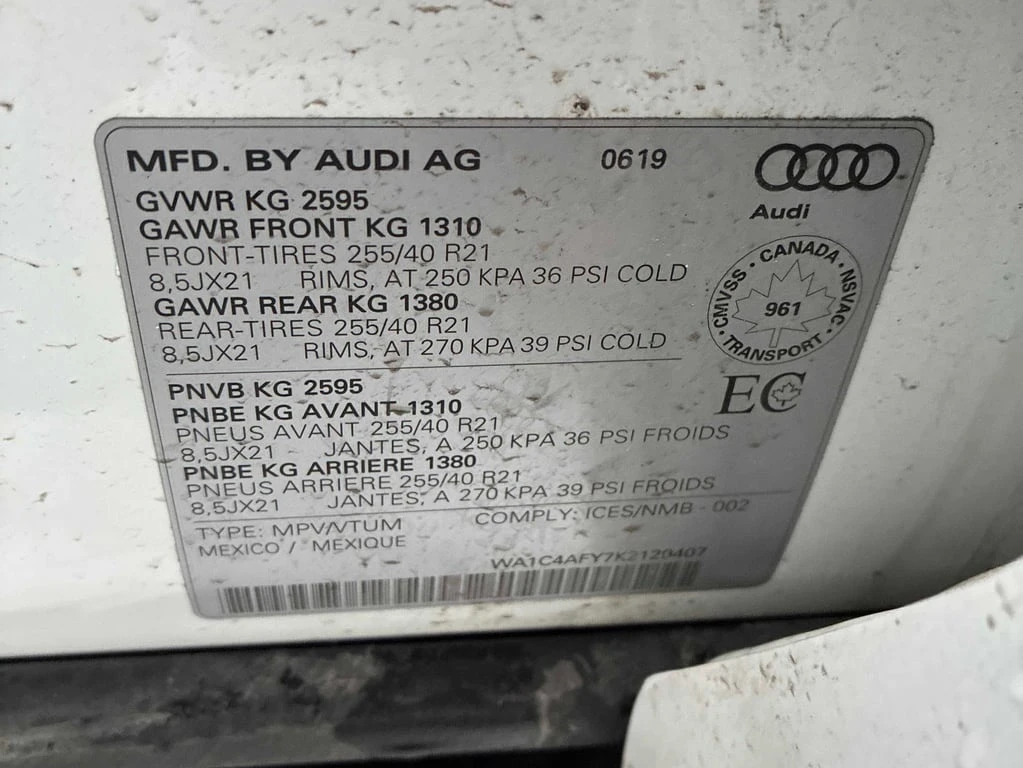 MFD. BY AUDI AG 0619
Audi
GVWR KG 2595
GAWR FRONT KG 1310
FRONT-TIRES 255/40 R21
8,5JX21 RIMS, AT 250 KPA 36 PSI COLD
GAWR REAR KG 1380
REAR-TIRES 255/40 R21
8,5JX21 RIMS, AT 270 KPA 39 PSI COLD
CMVSS · CANADA · NSVAC · TRANSPORT ·
961
EC
PNVB KG 2595
PNBE KG AVANT 1310
PNEUS AVANT 255/40 R21
8,5JX21 JANTES, A 250 KPA 36 PSI FROIDS
PNBE KG ARRIERE 1380
PNEUS ARRIERE 255/40 R21
8,5JX21 JANTES, A 270 KPA 39 PSI FROIDS
TYPE: MPV/VTUM COMPLY: ICES/NMB - 002
MEXICO / MEXIQUE
WA1C4AFY7K2120407